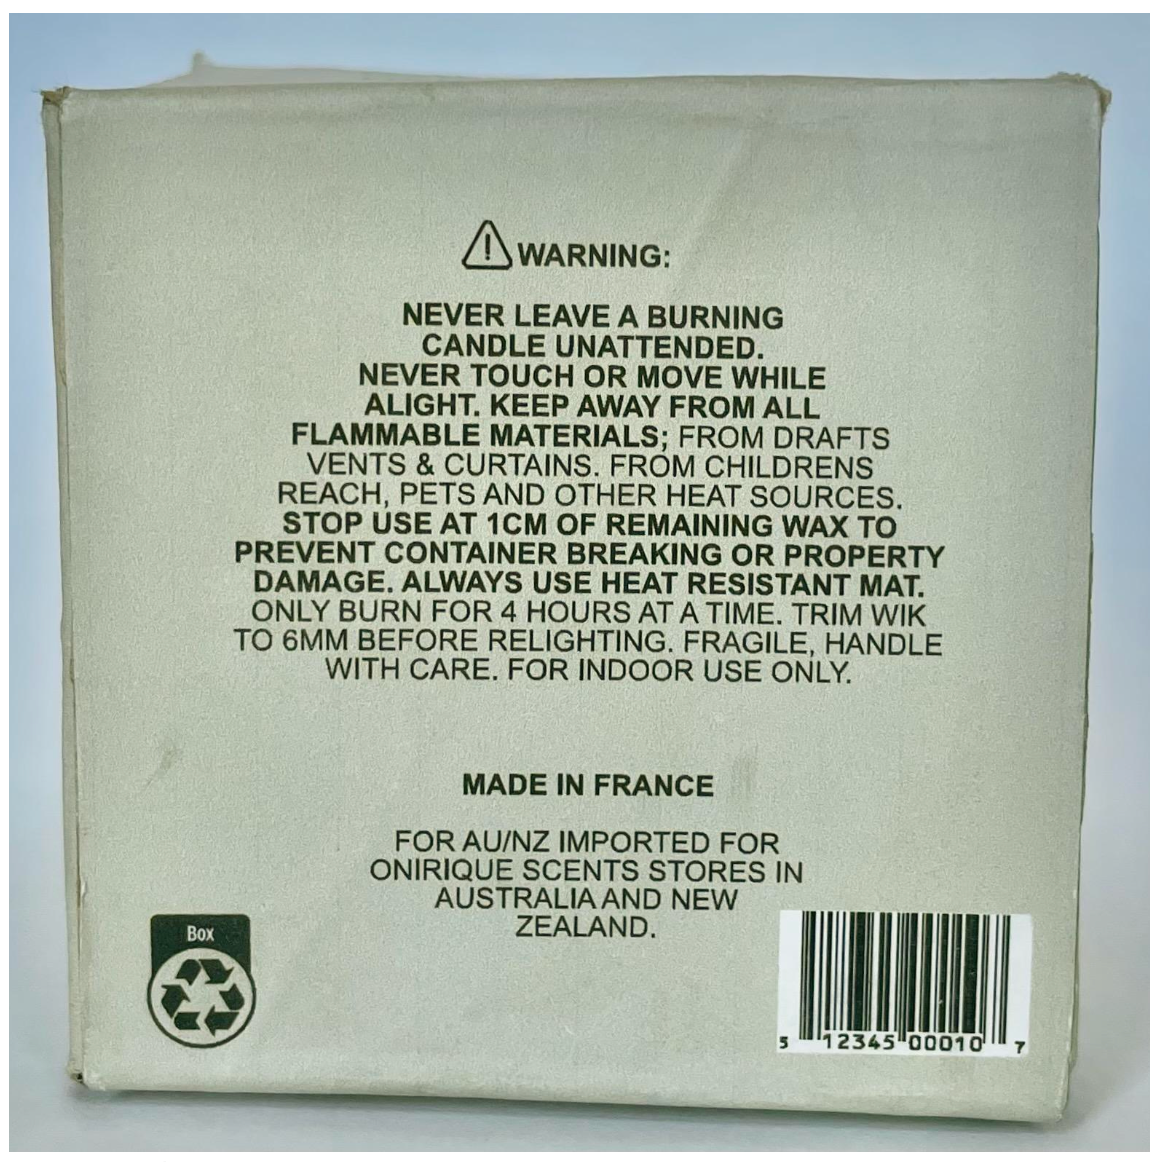 WARNING:
NEVER LEAVE A BURNING
CANDLE UNATTENDED.
NEVER TOUCH OR MOVE WHILE
ALIGHT. KEEP AWAY FROM ALL
FLAMMABLE MATERIALS; FROM DRAFTS
VENTS & CURTAINS. FROM CHILDRENS
REACH, PETS AND OTHER HEAT SOURCES.
STOP USE AT 1CM OF REMAINING WAX TO
PREVENT CONTAINER BREAKING OR PROPERTY
DAMAGE. ALWAYS USE HEAT RESISTANT MAT.
ONLY BURN FOR 4 HOURS AT A TIME. TRIM WIK
TO 6MM BEFORE RELIGHTING. FRAGILE, HANDLE
WITH CARE. FOR INDOOR USE ONLY.
MADE IN FRANCE
FOR AU/NZ IMPORTED FOR
ONIRIQUE SCENTS STORES IN
AUSTRALIA AND NEW
ZEALAND.
Box
5 12345 00010 7